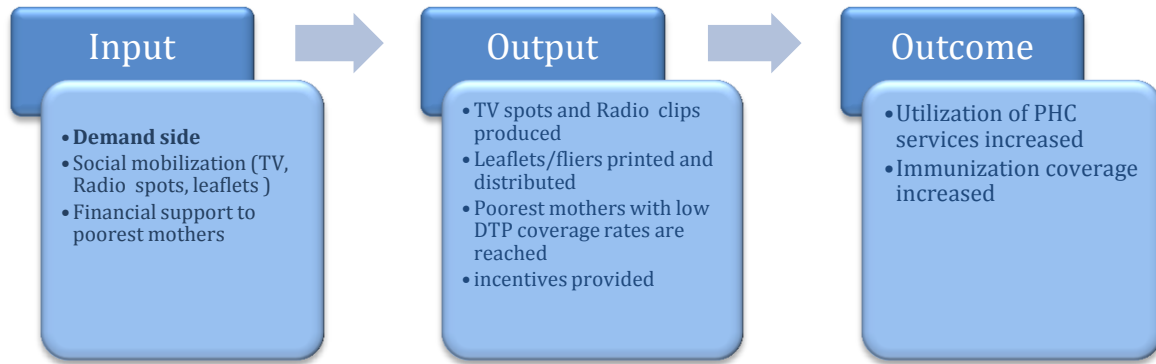 Input
• Demand side
• Social mobilization (TV,
Radio spots, leaflets )
• Financial support to
poorest mothers
Output
• TV spots and Radio clips
produced
• Leaflets/fliers printed and
distributed
• Poorest mothers with low
DTP coverage rates are
reached
• incentives provided
Outcome
• Utilization of PHC
services increased
• Immunization coverage
increased